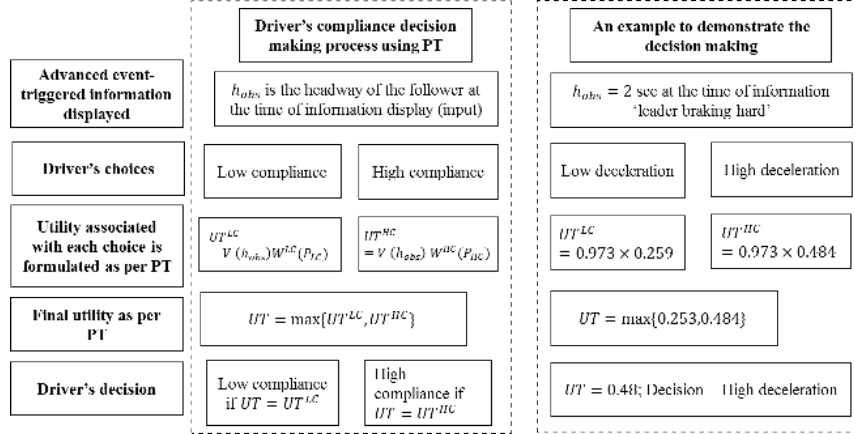 Driver's compliance decision
making process using PT
An example to demonstrate the
decision making
Advanced event-
triggered information
displayed
h_obs is the headway of the follower at
the time of information display (input)
h_obs = 2 sec at the time of information
'leader braking hard'
Driver's choices
Low compliance
High compliance
Low deceleration
High deceleration
Utility associated
with each choice is
formulated as per PT
UT^LC
V (h_obs)W^LC(P_LC)
UT^HC
= V (h_obs) W^HC(P_HC)
UT^LC
= 0.973 × 0.259
UT^HC
= 0.973 × 0.484
Final utility as per
PT
UT = max{UT^LC,UT^HC}
UT = max{0.253,0.484}
Driver's decision
Low compliance
if UT = UT^LC
High
compliance if
UT = UT^HC
UT = 0.48; Decision High deceleration